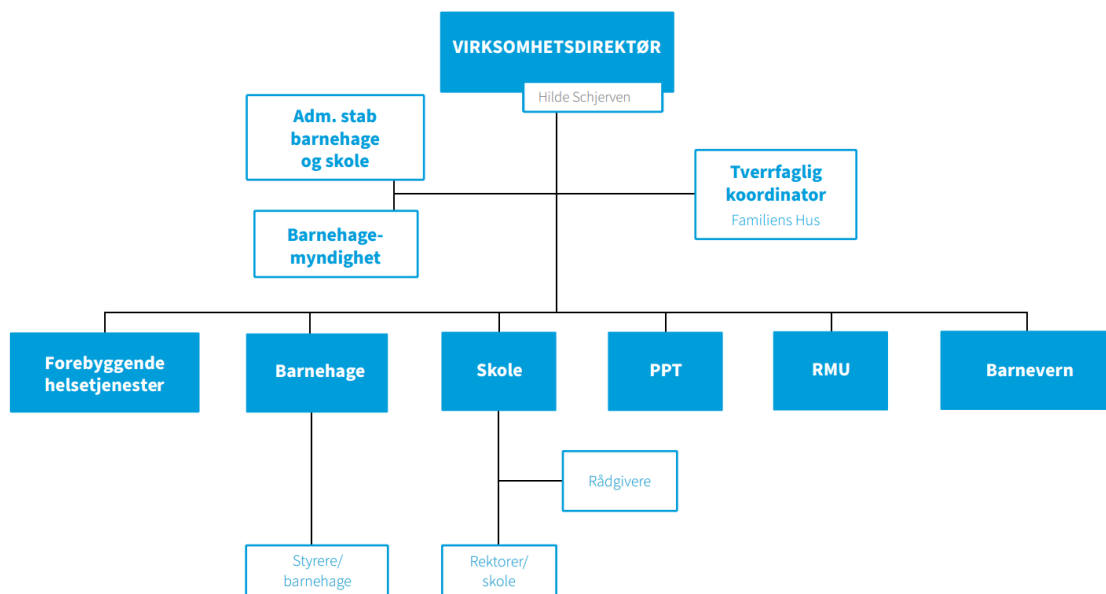 VIRKSOMHETSDIREKTØR
Hilde Schjerven
Adm. stab
barnehage
og skole
Tverrfaglig
koordinator
Familiens Hus
Barnehage-
myndighet
Forebyggende
helsetjenester
Barnehage
Skole
PPT
RMU
Barnevern
Rådgivere
Styrere/
barnehage
Rektorer/
skole